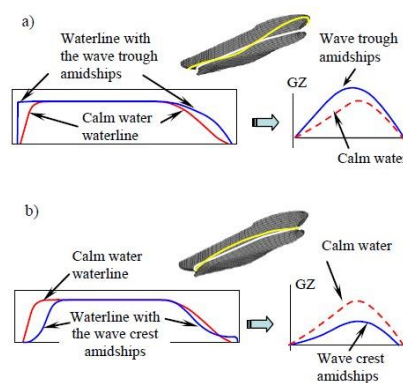 a)
Waterline with
the wave trough
amidships
Calm water
waterline
Wave trough
amidships
GZ
Calm water
b)
Calm water
waterline
Waterline with
the wave crest
amidships
Calm water
GZ
Wave crest
amidships